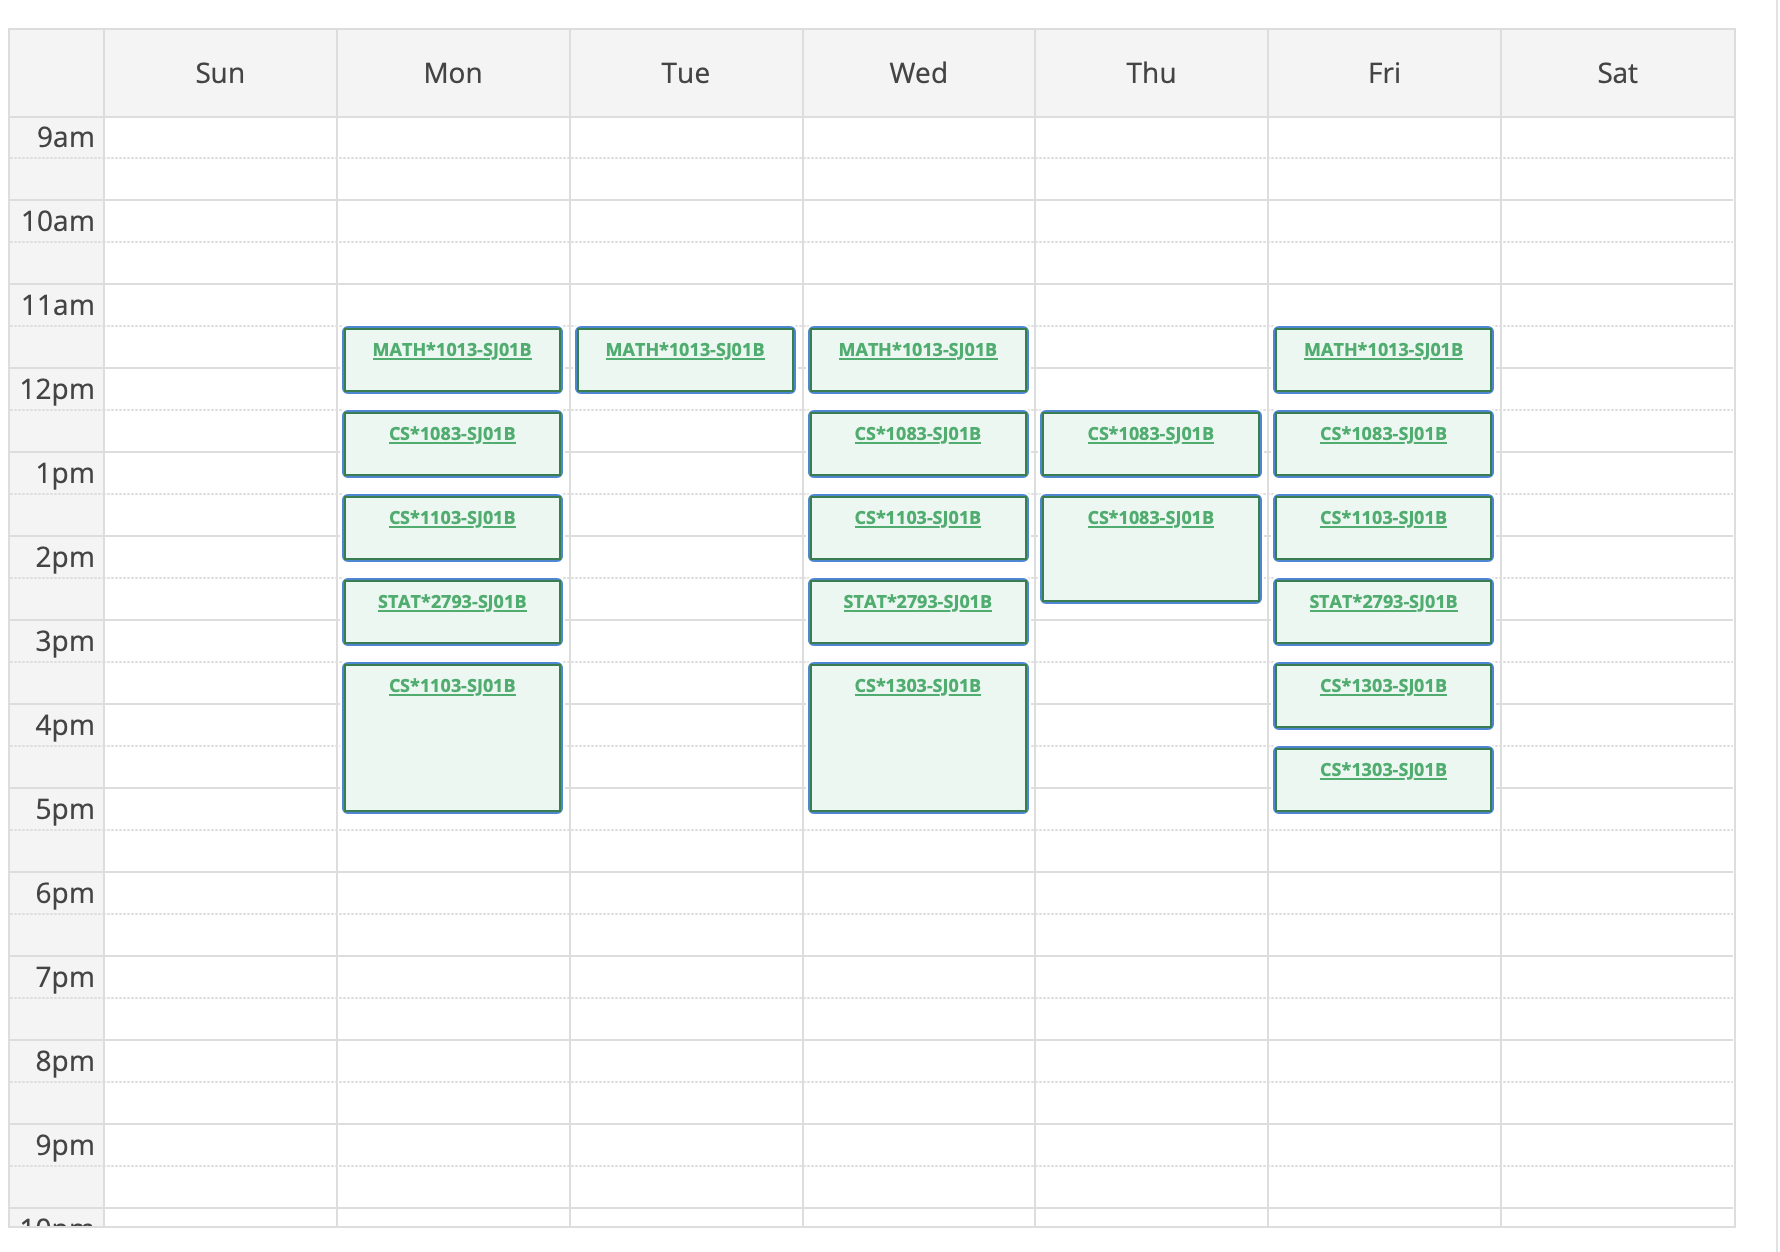 Sun Mon Tue Wed Thu Fri Sat
9am
10am
11am
MATH*1013-SJ01B MATH*1013-SJ01B MATH*1013-SJ01B MATH*1013-SJ01B
12pm
CS*1083-SJ01B CS*1083-SJ01B CS*1083-SJ01B CS*1083-SJ01B
1pm
CS*1103-SJ01B CS*1103-SJ01B CS*1083-SJ01B CS*1103-SJ01B
2pm
STAT*2793-SJ01B STAT*2793-SJ01B STAT*2793-SJ01B
3pm
CS*1103-SJ01B CS*1303-SJ01B CS*1303-SJ01B
4pm
CS*1303-SJ01B
5pm
6pm
7pm
8pm
9pm
10pm